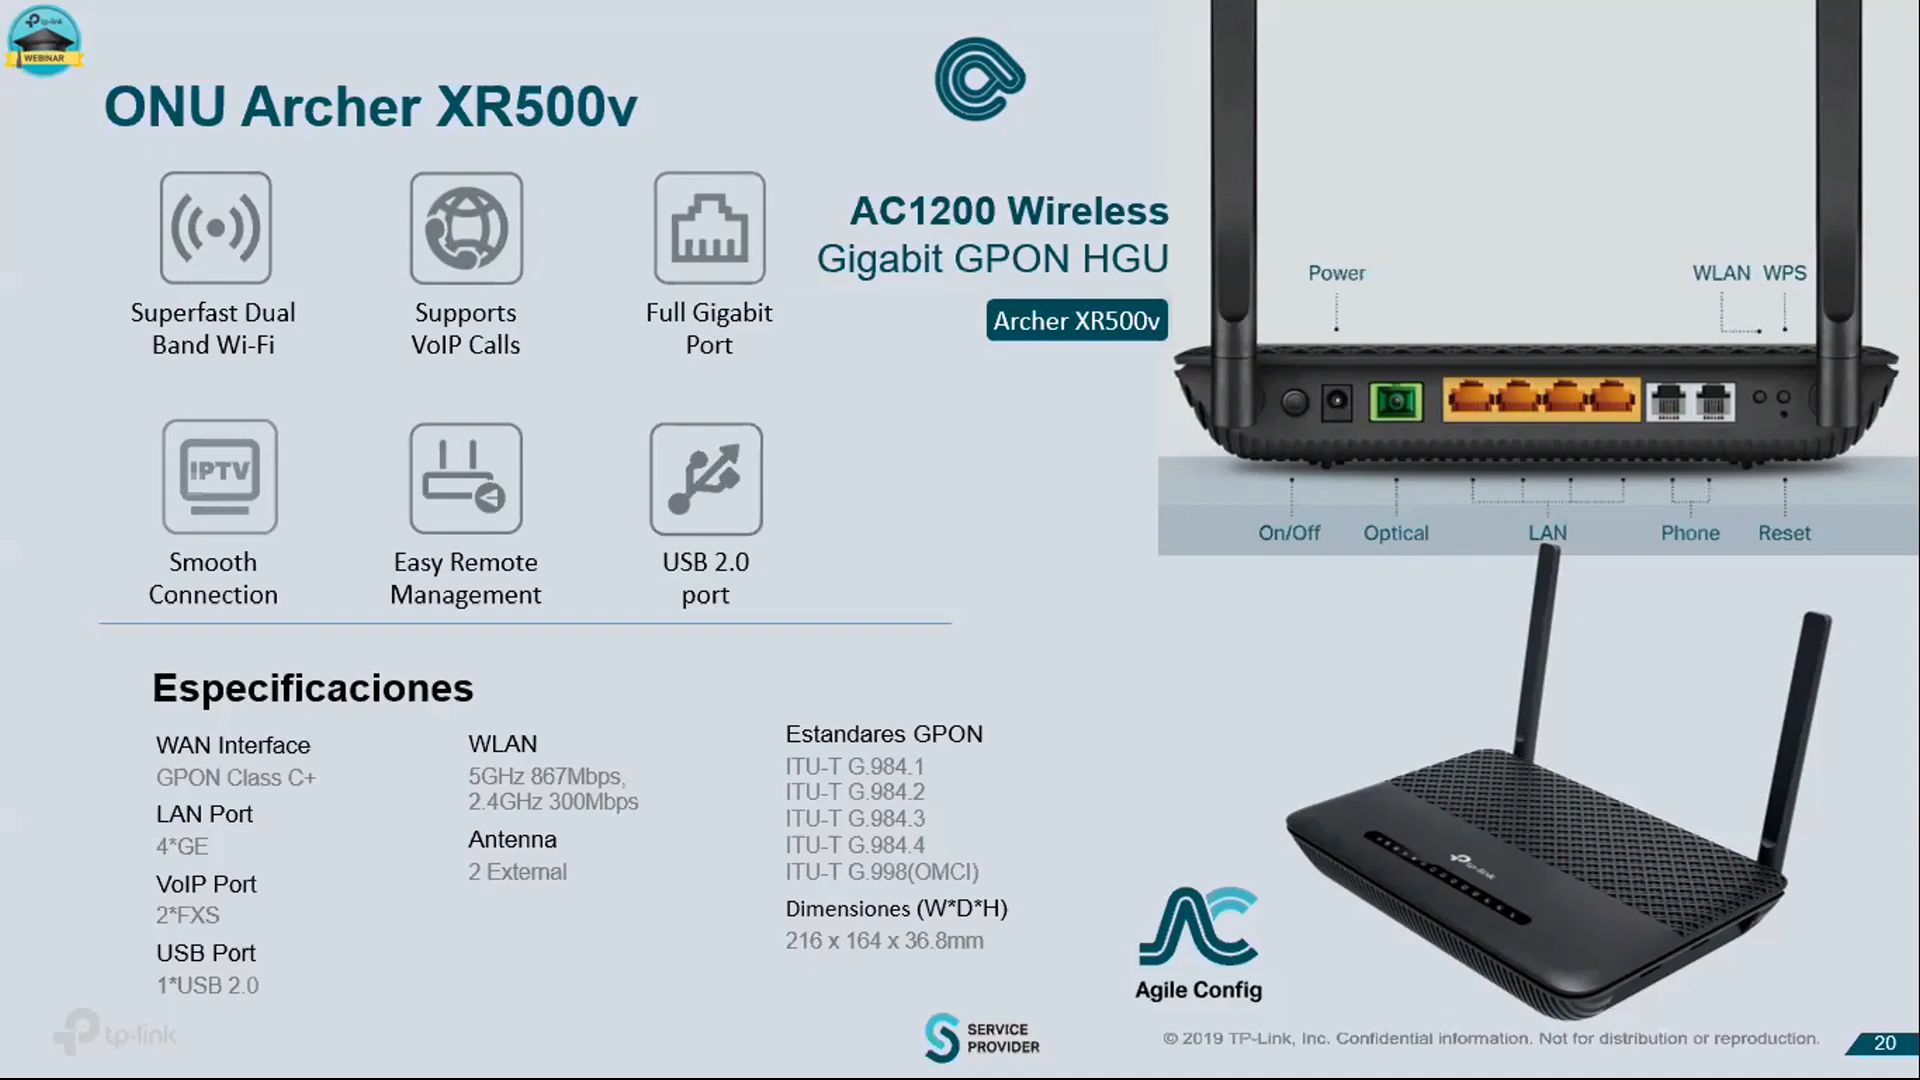 tp-link
WEBINAR
ONU Archer XR500v
Superfast Dual
Band Wi-Fi
Supports
VoIP Calls
Full Gigabit
Port
IPTV
Smooth
Connection
Easy Remote
Management
USB 2.0
port
AC1200 Wireless
Gigabit GPON HGU
Archer XR500v
Power
WLAN WPS
On/Off
Optical
LAN
Phone
Reset
Especificaciones
WAN Interface
GPON Class C+
LAN Port
4*GE
VoIP Port
2*FXS
USB Port
1*USB 2.0
WLAN
5GHz 867Mbps,
2.4GHz 300Mbps
Antenna
2 External
Estandares GPON
ITU-T G.984.1
ITU-T G.984.2
ITU-T G.984.3
ITU-T G.984.4
ITU-T G.998(OMCI)
Dimensiones (W*D*H)
216 x 164 x 36.8mm
tp-link
Agile Config
tp-link
SERVICE
PROVIDER
© 2019 TP-Link, Inc. Confidential information. Not for distribution or reproduction.
20